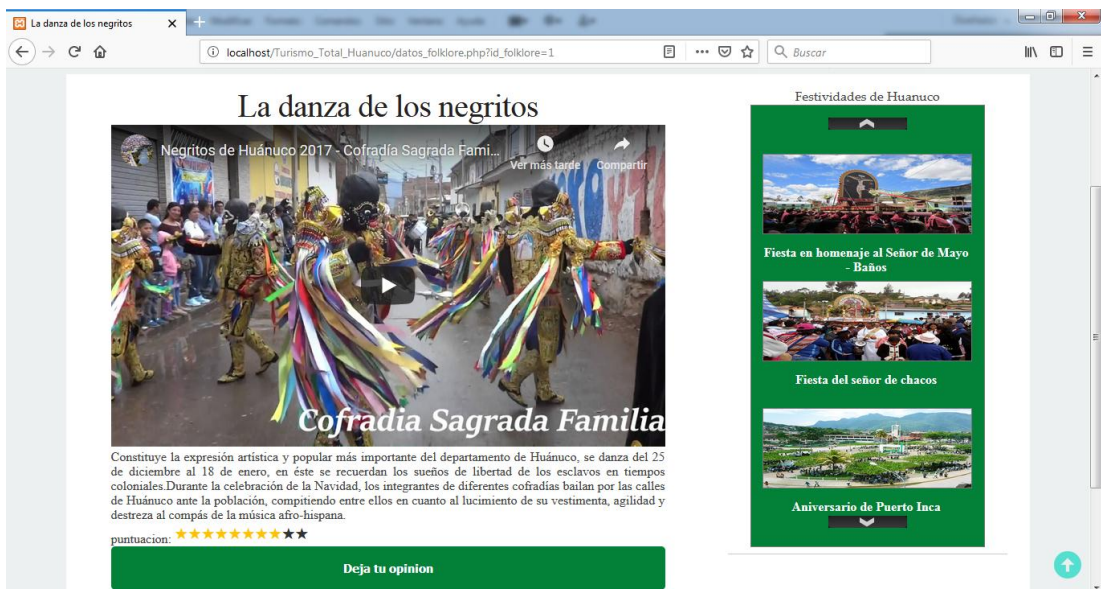 La danza de los negritos
localhost/Turismo_Total_Huanuco/datos_folklore.php?id_folklore=1
Buscar
La danza de los negritos
Negritos de Huánuco 2017 - Cofradía Sagrada Fami...
Ver más tarde
Compartir
Cofradia Sagrada Familia
Constituye la expresión artística y popular más importante del departamento de Huánuco, se danza del 25
de diciembre al 18 de enero, en éste se recuerdan los sueños de libertad de los esclavos en tiempos
coloniales.Durante la celebración de la Navidad, los integrantes de diferentes cofradías bailan por las calles
de Huánuco ante la población, compitiendo entre ellos en cuanto al lucimiento de su vestimenta, agilidad y
destreza al compás de la música afro-hispana.
puntuacion:
Deja tu opinion
Festividades de Huanuco
Fiesta en homenaje al Señor de Mayo
- Baños
Fiesta del señor de chacos
Aniversario de Puerto Inca